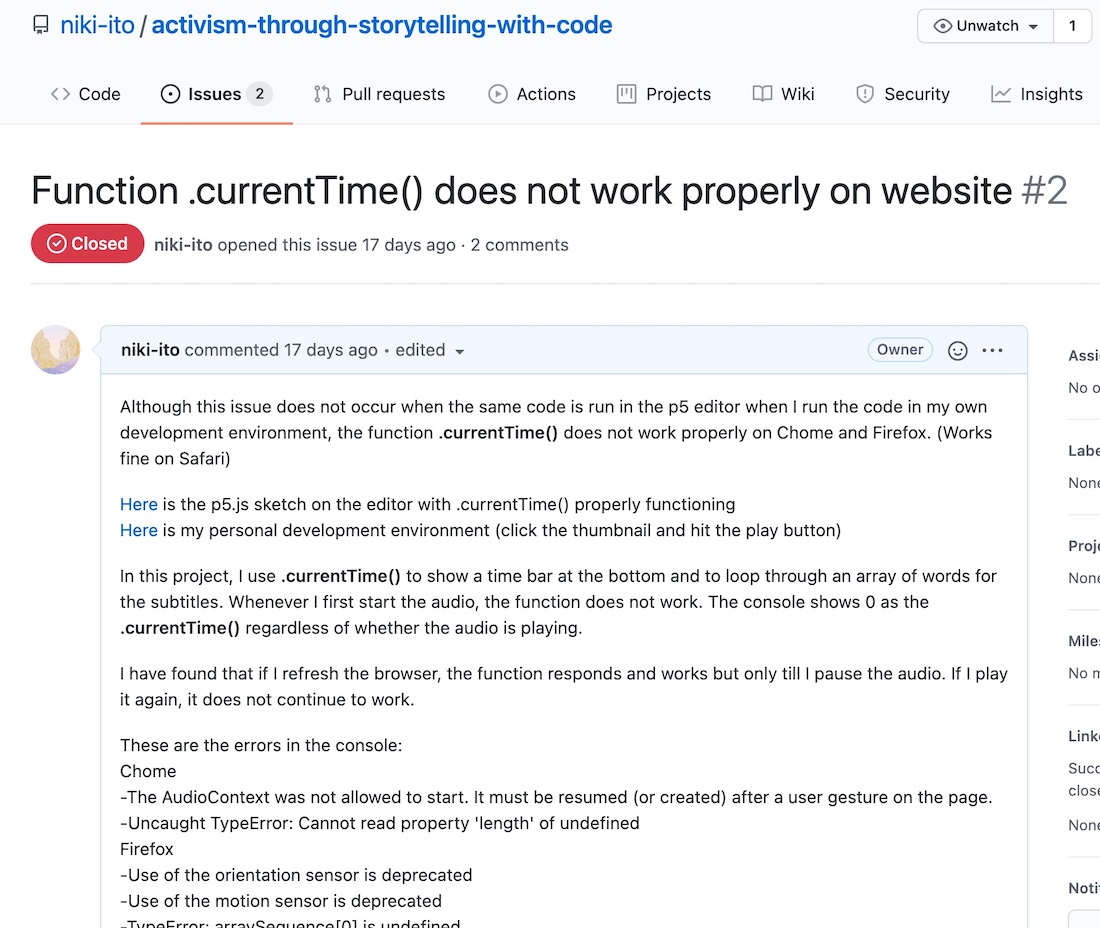 niki-ito / activism-through-storytelling-with-code
Unwatch 1
Code Issues 2 Pull requests Actions Projects Wiki Security Insights
Function .currentTime() does not work properly on website #2
Closed niki-ito opened this issue 17 days ago · 2 comments
niki-ito commented 17 days ago • edited Owner
Although this issue does not occur when the same code is run in the p5 editor when I run the code in my own
development environment, the function .currentTime() does not work properly on Chome and Firefox. (Works
fine on Safari)
Here is the p5.js sketch on the editor with .currentTime() properly functioning
Here is my personal development environment (click the thumbnail and hit the play button)
In this project, I use .currentTime() to show a time bar at the bottom and to loop through an array of words for
the subtitles. Whenever I first start the audio, the function does not work. The console shows 0 as the
.currentTime() regardless of whether the audio is playing.
I have found that if I refresh the browser, the function responds and works but only till I pause the audio. If I play
it again, it does not continue to work.
These are the errors in the console:
Chome
-The AudioContext was not allowed to start. It must be resumed (or created) after a user gesture on the page.
-Uncaught TypeError: Cannot read property 'length' of undefined
Firefox
-Use of the orientation sensor is deprecated
-Use of the motion sensor is deprecated
-TypeError: arraySequence[0] is undefined
Assi
No o
Labe
None
Proje
None
Miles
No m
Linke
Succ
close
None
Notif